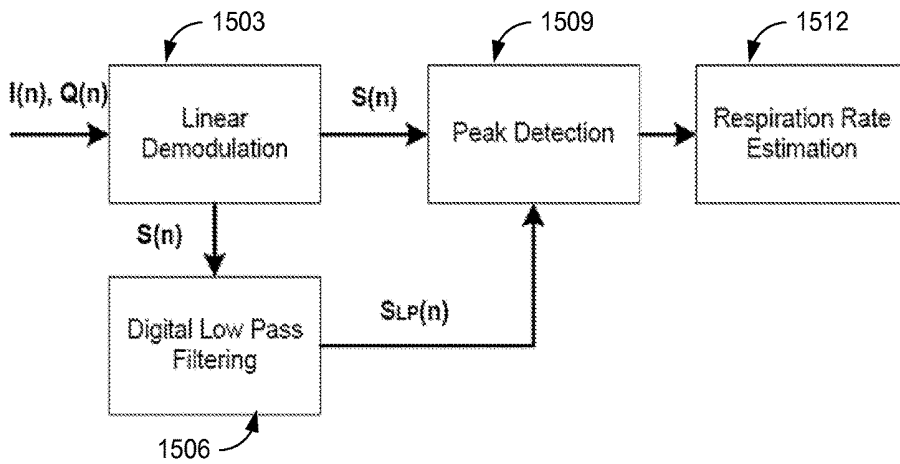 1503
1509
1512
I(n), Q(n)
Linear
Demodulation
S(n)
Peak Detection
Respiration Rate
Estimation
S(n)
Digital Low Pass
Filtering
SLP(n)
1506